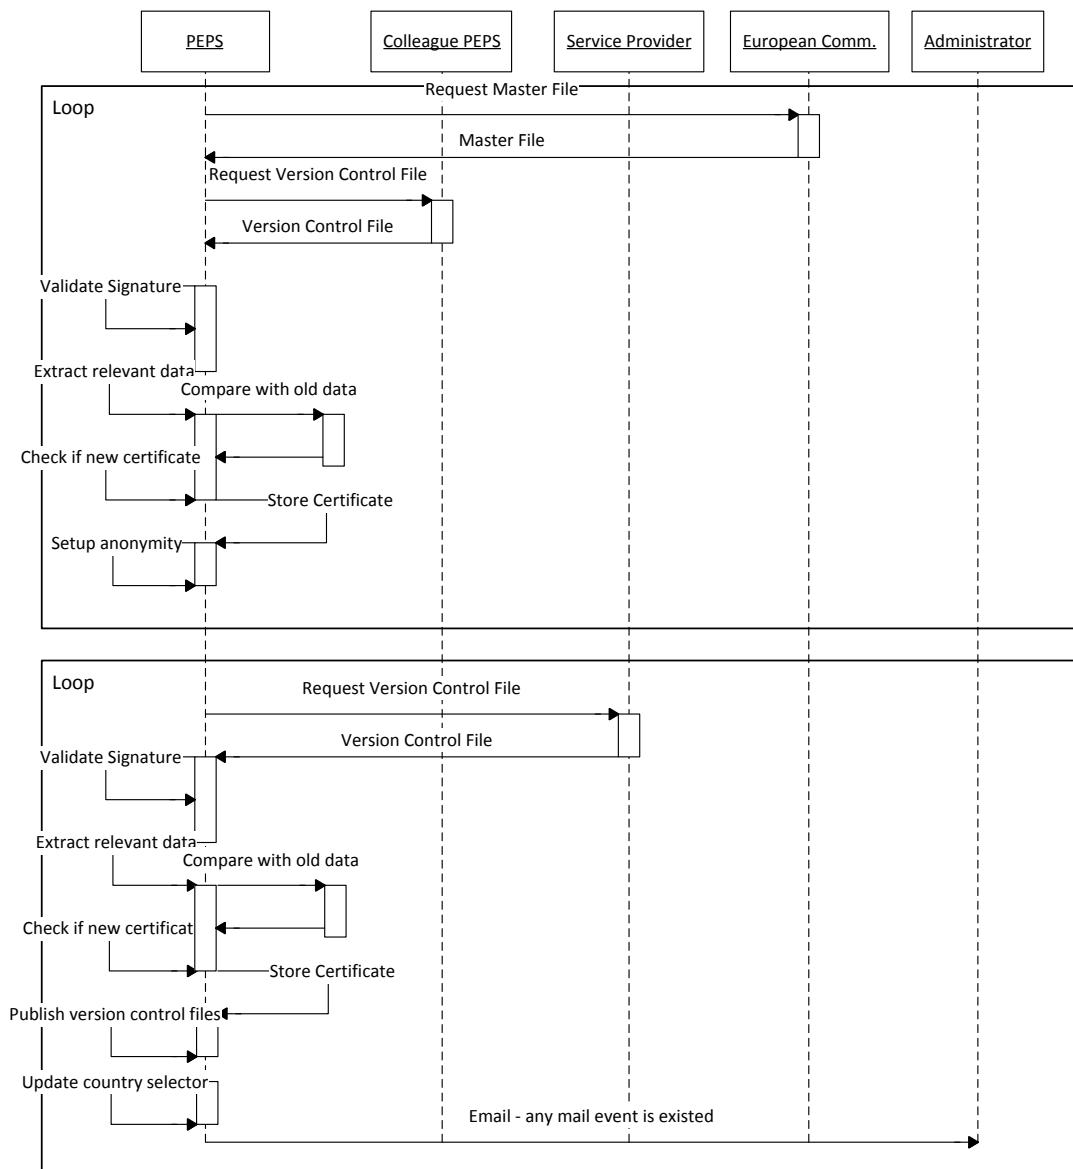 PEPS
Colleague PEPS
Service Provider
European Comm.
Administrator
Loop
Request Master File
Master File
Request Version Control File
Version Control File
Validate Signature
Extract relevant data
Compare with old data
Check if new certificate
Store Certificate
Setup anonymity
Loop
Request Version Control File
Version Control File
Validate Signature
Extract relevant data
Compare with old data
Check if new certificat
Store Certificate
Publish version control files
Update country selector
Email - any mail event is existed